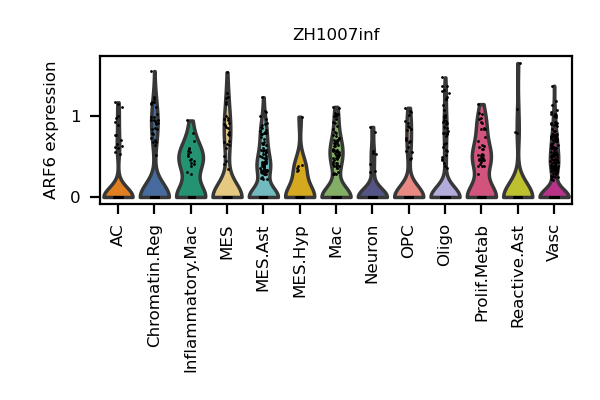 ZH1007inf
ARF6 expression
1
0
AC
Chromatin.Reg
Inflammatory.Mac
MES
MES.Ast
MES.Hyp
Mac
Neuron
OPC
Oligo
Prolif.Metab
Reactive.Ast
Vasc